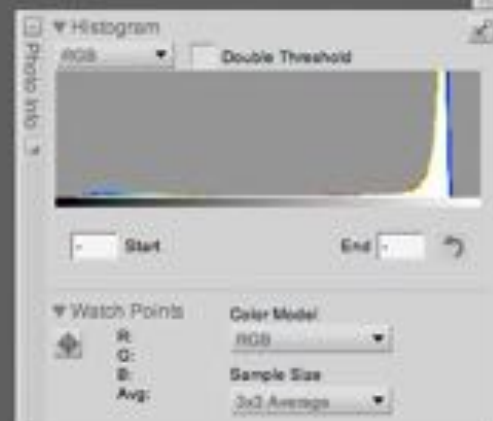 Photo Info
Histogram
RGB
Double Threshold
- Start
End -
Watch Points
Color Model
R:
RGB
G:
B:
Sample Size
Avg:
3x3 Average